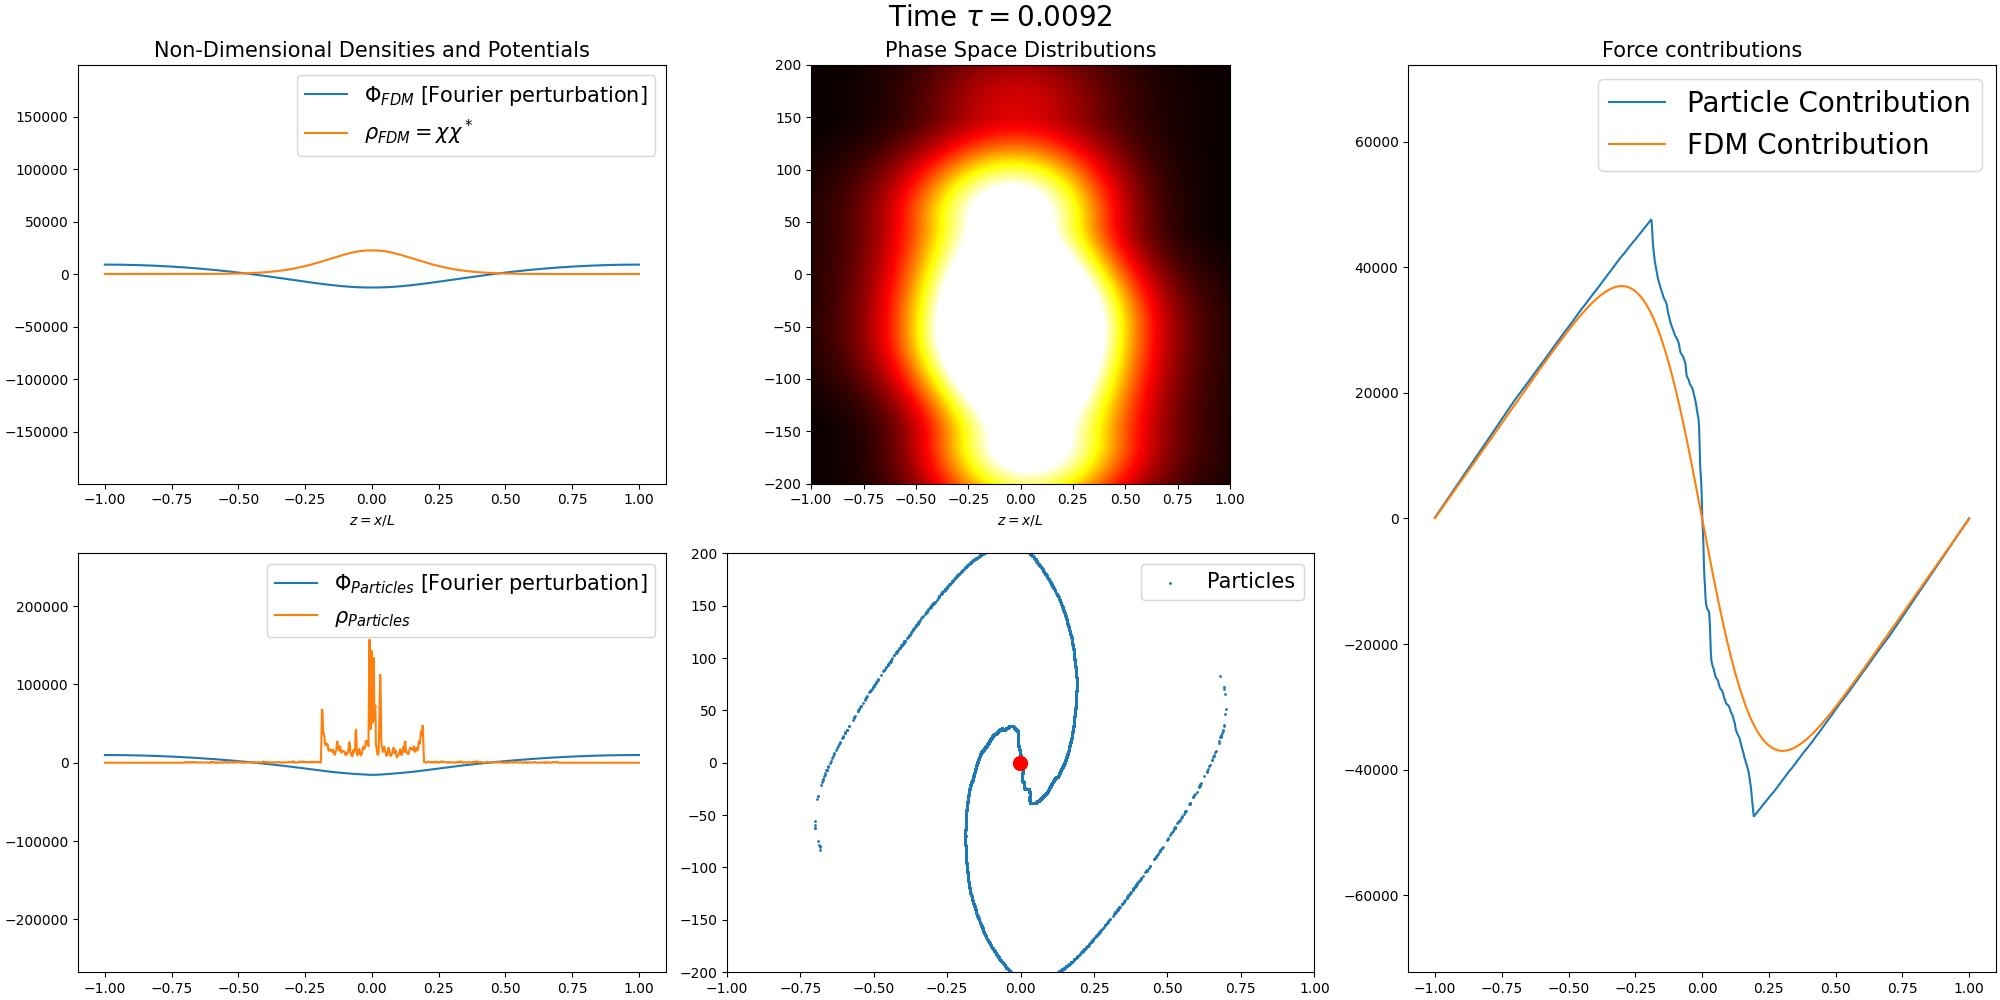 Time τ = 0.0092
Non-Dimensional Densities and Potentials
Φ_FDM [Fourier perturbation]
ρ_FDM = χχ*
150000
100000
50000
0
−50000
−100000
−150000
−1.00 −0.75 −0.50 −0.25 0.00 0.25 0.50 0.75 1.00
z = x/L
Phase Space Distributions
200
150
100
50
0
−50
−100
−150
−200
−1.00 −0.75 −0.50 −0.25 0.00 0.25 0.50 0.75 1.00
z = x/L
Force contributions
Particle Contribution
FDM Contribution
60000
40000
20000
0
−20000
−40000
−60000
−1.00 −0.75 −0.50 −0.25 0.00 0.25 0.50 0.75 1.00
Φ_Particles [Fourier perturbation]
ρ_Particles
200000
100000
0
−100000
−200000
−1.00 −0.75 −0.50 −0.25 0.00 0.25 0.50 0.75 1.00
Particles
200
150
100
50
0
−50
−100
−150
−200
−1.00 −0.75 −0.50 −0.25 0.00 0.25 0.50 0.75 1.00